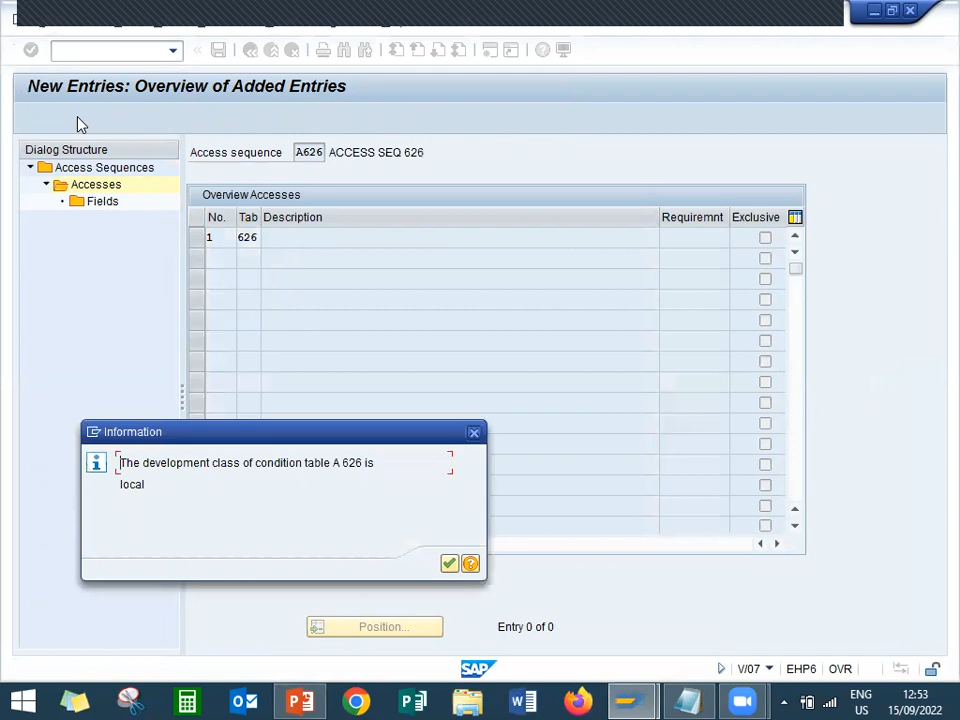 New Entries: Overview of Added Entries
Dialog Structure
Access Sequences
Accesses
Fields
Access sequence A626 ACCESS SEQ 626
Overview Accesses
No. Tab Description Requiremnt Exclusive
1 626
Information
The development class of condition table A 626 is
local
Position... Entry 0 of 0
SAP V/07 EHP6 OVR
ENG 12:53
US 15/09/2022